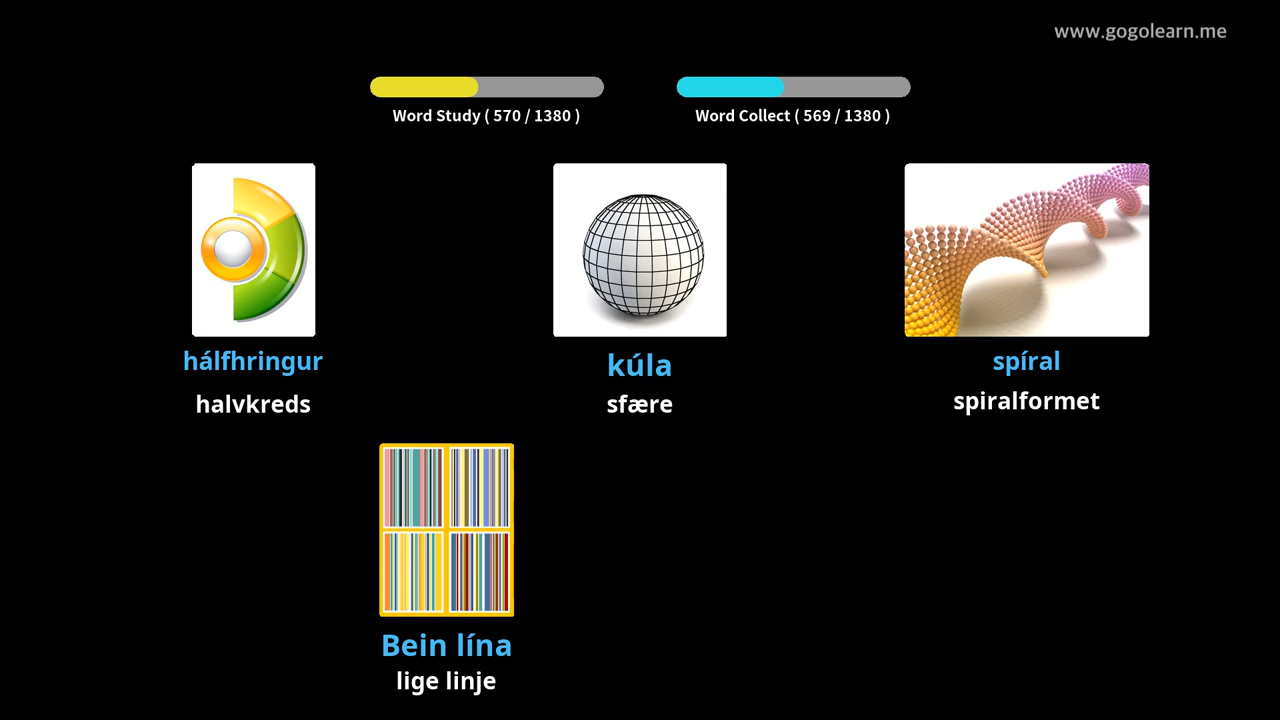 www.gogolearn.me
Word Study ( 570 / 1380 )
Word Collect ( 569 / 1380 )
hálfhringur
kúla
spíral
halvkreds
sfære
spiralformet
Bein lína
lige linje